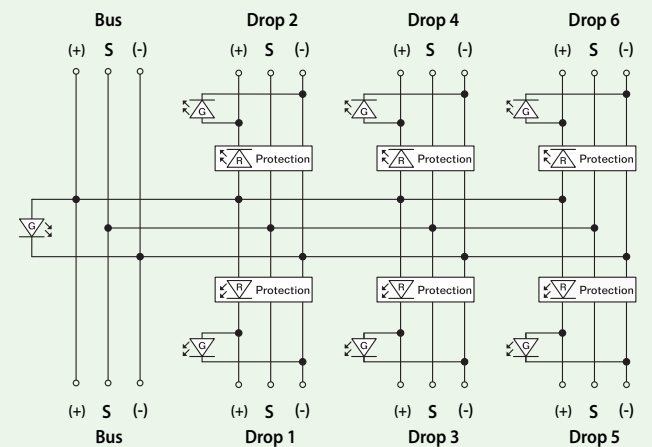 Bus Drop 2 Drop 4 Drop 6
(+) S (-) (+) S (-) (+) S (-) (+) S (-)
G G G
R Protection R Protection R Protection
G
R Protection R Protection R Protection
G G G
(+) S (-) (+) S (-) (+) S (-) (+) S (-)
Bus Drop 1 Drop 3 Drop 5